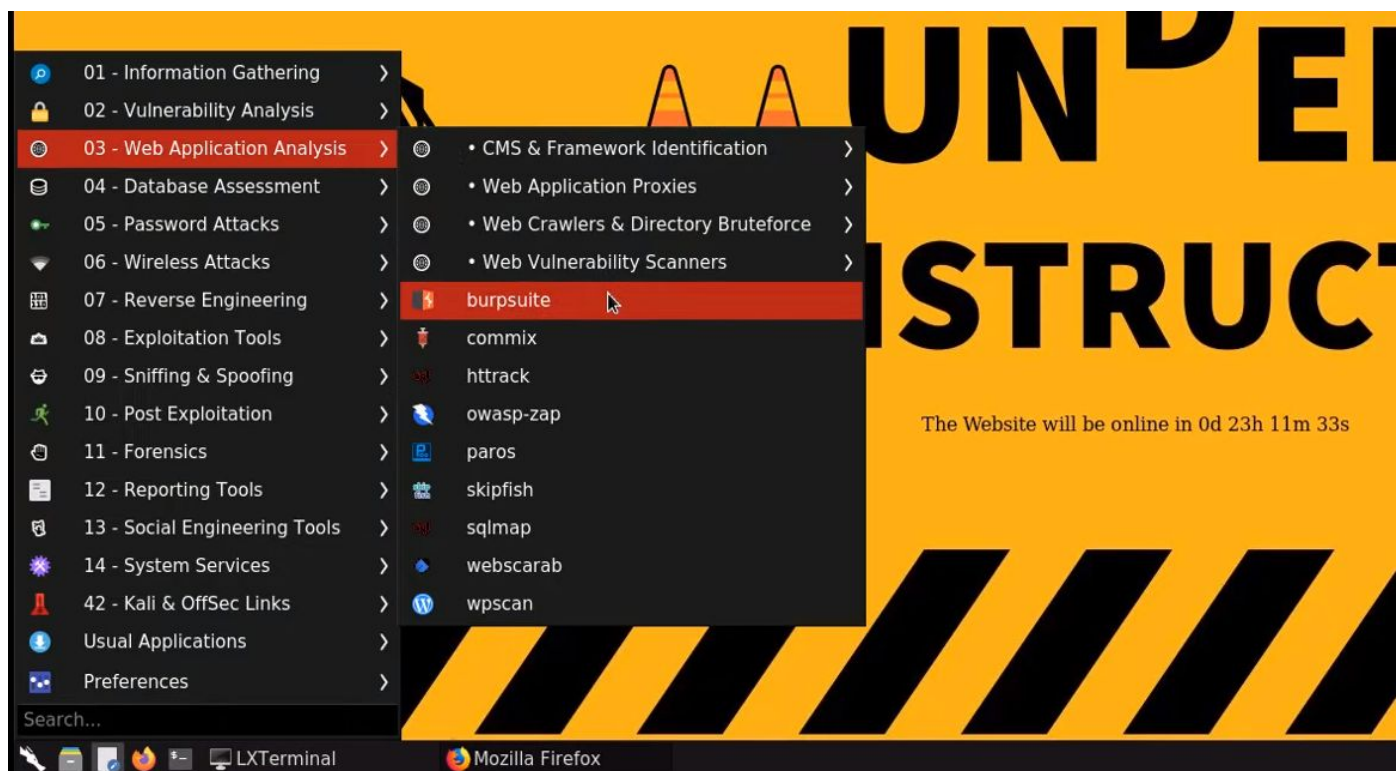 01 - Information Gathering
02 - Vulnerability Analysis
03 - Web Application Analysis
04 - Database Assessment
05 - Password Attacks
06 - Wireless Attacks
07 - Reverse Engineering
08 - Exploitation Tools
09 - Sniffing & Spoofing
10 - Post Exploitation
11 - Forensics
12 - Reporting Tools
13 - Social Engineering Tools
14 - System Services
42 - Kali & OffSec Links
Usual Applications
Preferences
Search...
• CMS & Framework Identification
• Web Application Proxies
• Web Crawlers & Directory Bruteforce
• Web Vulnerability Scanners
burpsuite
commix
httrack
owasp-zap
paros
skipfish
sqlmap
webscarab
wpscan
UNDE
STRUC
The Website will be online in 0d 23h 11m 33s
LXTerminal
Mozilla Firefox